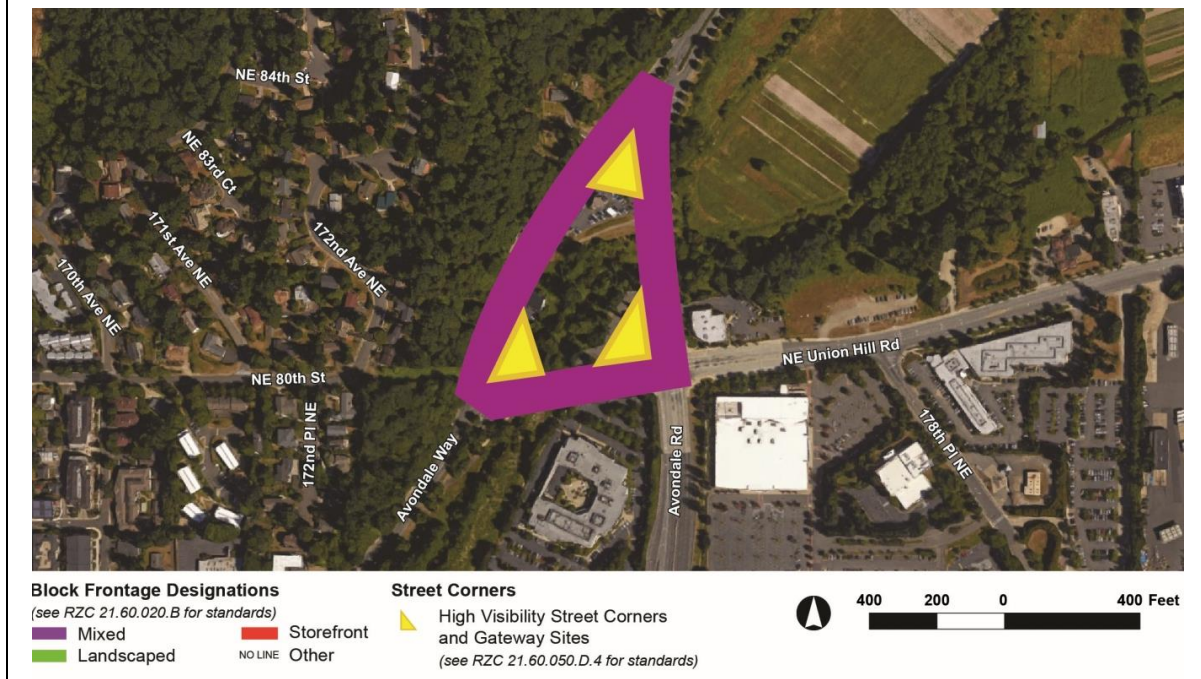 NE 84th St
NE 83rd Ct
171st Ave NE
172nd Ave NE
170th Ave NE
NE 80th St
NE Union Hill Rd
172nd Pl NE
Avondale Way
Avondale Rd
178th Pl NE
Block Frontage Designations
(see RZC 21.60.020.B for standards)
Mixed
Storefront
Landscaped
NO LINE Other
Street Corners
High Visibility Street Corners
and Gateway Sites
(see RZC 21.60.050.D.4 for standards)
400 200 0 400 Feet